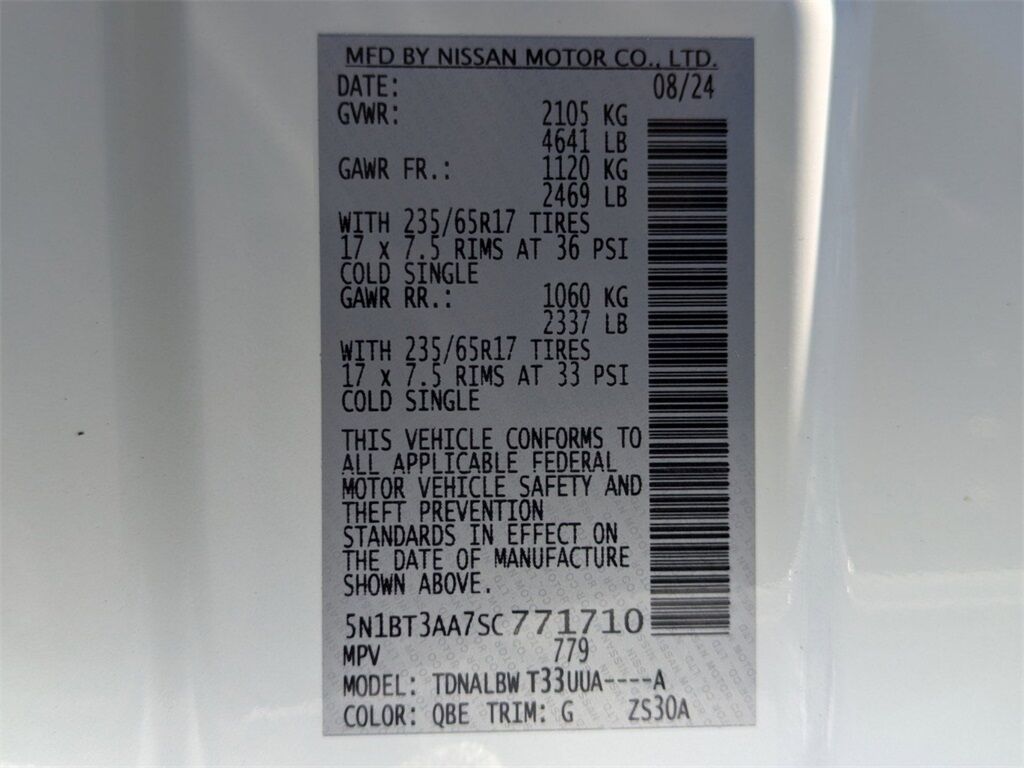 MFD BY NISSAN MOTOR CO., LTD.
DATE: 08/24
GVWR: 2105 KG
4641 LB
GAWR FR.: 1120 KG
2469 LB
WITH 235/65R17 TIRES
17 x 7.5 RIMS AT 36 PSI
COLD SINGLE
GAWR RR.: 1060 KG
2337 LB
WITH 235/65R17 TIRES
17 x 7.5 RIMS AT 33 PSI
COLD SINGLE
THIS VEHICLE CONFORMS TO
ALL APPLICABLE FEDERAL
MOTOR VEHICLE SAFETY AND
THEFT PREVENTION
STANDARDS IN EFFECT ON
THE DATE OF MANUFACTURE
SHOWN ABOVE.
5N1BT3AA7SC771710
MPV 779
MODEL: TDNALBW T33UUA----A
COLOR: QBE TRIM: G ZS30A